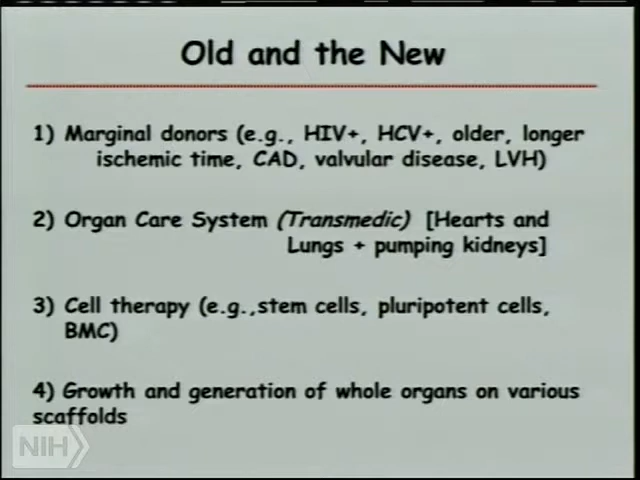 Old and the New
1) Marginal donors (e.g., HIV+, HCV+, older, longer
ischemic time, CAD, valvular disease, LVH)
2) Organ Care System (Transmedic) [Hearts and
Lungs + pumping kidneys]
3) Cell therapy (e.g.,stem cells, pluripotent cells,
BMC)
4) Growth and generation of whole organs on various
scaffolds
NIH